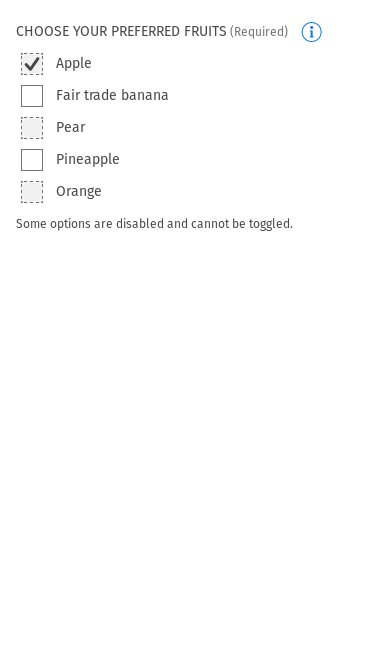 CHOOSE YOUR PREFERRED FRUITS (Required)
Apple
Fair trade banana
Pear
Pineapple
Orange
Some options are disabled and cannot be toggled.